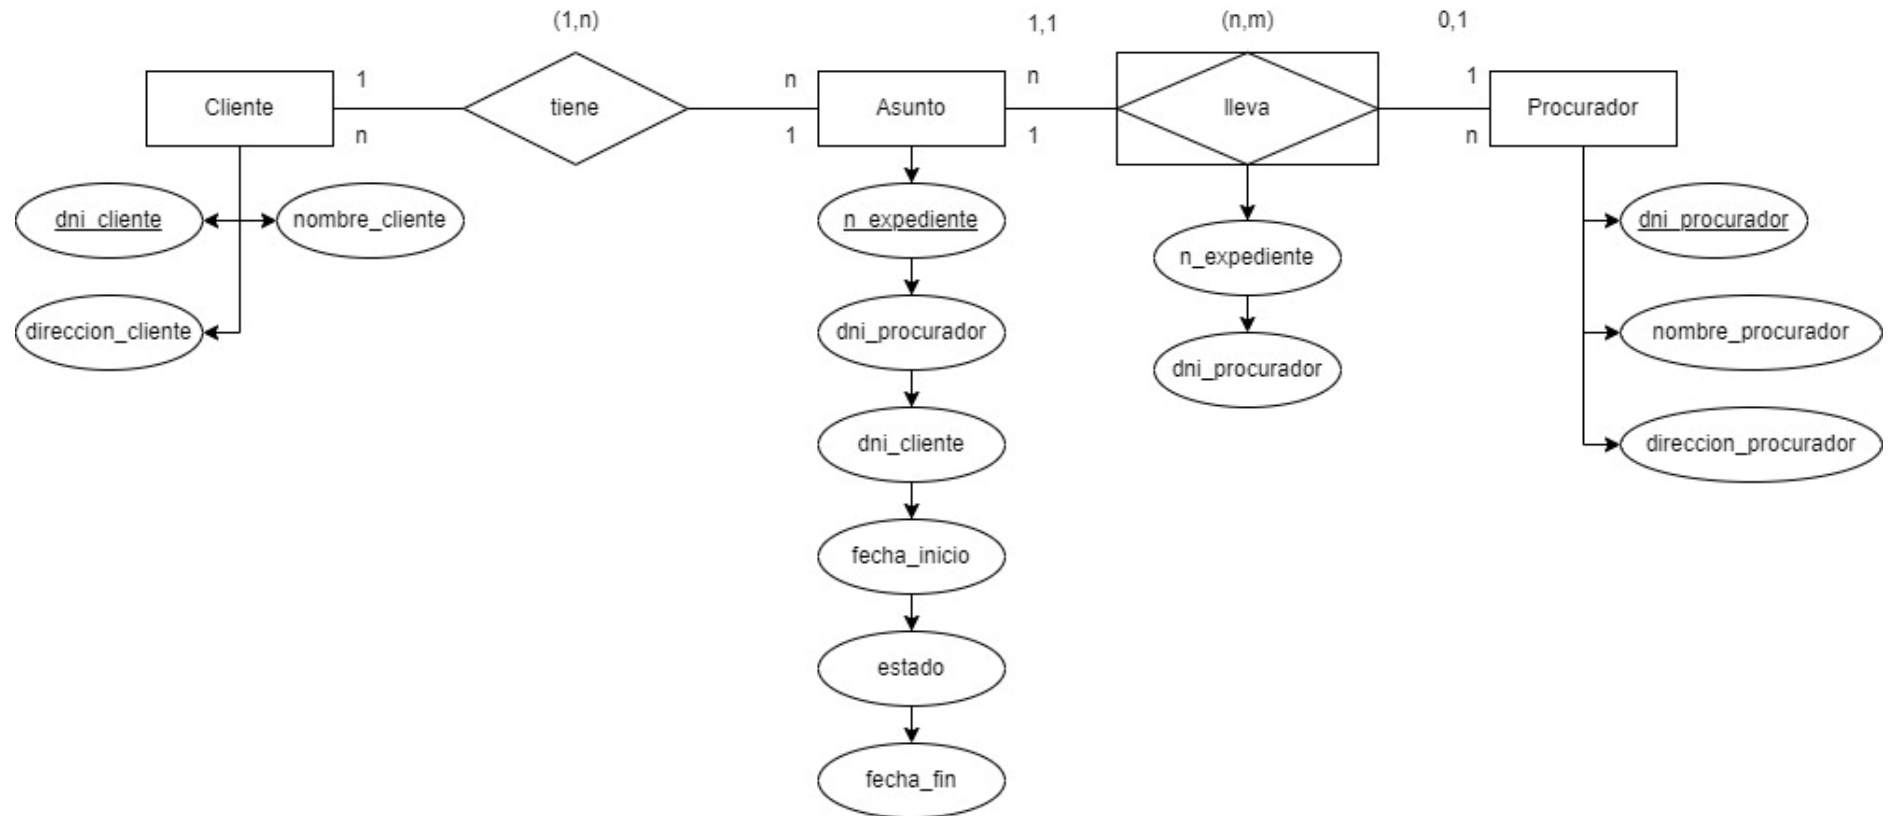 (1,n)
1,1
(n,m)
0,1
1
n
n
1
Cliente
tiene
Asunto
lleva
Procurador
n
1
1
n
dni_cliente
nombre_cliente
n_expediente
dni_procurador
n_expediente
direccion_cliente
dni_procurador
nombre_procurador
dni_procurador
dni_cliente
direccion_procurador
fecha_inicio
estado
fecha_fin